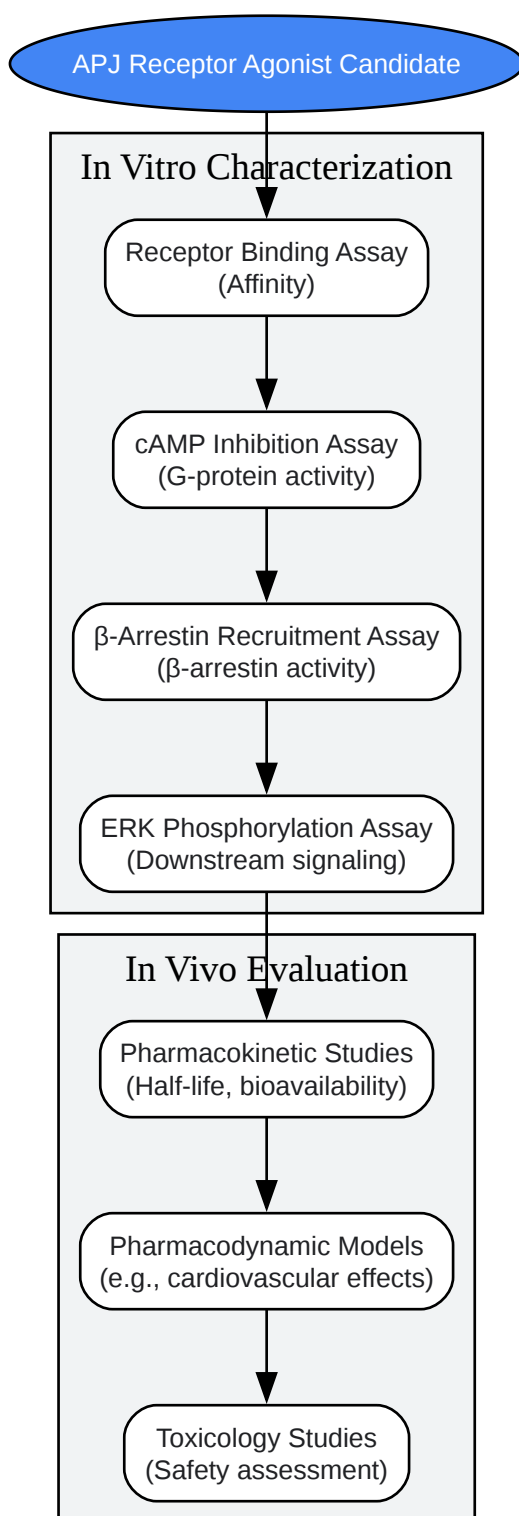 APJ Receptor Agonist Candidate
In Vitro Characterization
Receptor Binding Assay
(Affinity)
cAMP Inhibition Assay
(G-protein activity)
β-Arrestin Recruitment Assay
(β-arrestin activity)
ERK Phosphorylation Assay
(Downstream signaling)
In Vivo Evaluation
Pharmacokinetic Studies
(Half-life, bioavailability)
Pharmacodynamic Models
(e.g., cardiovascular effects)
Toxicology Studies
(Safety assessment)